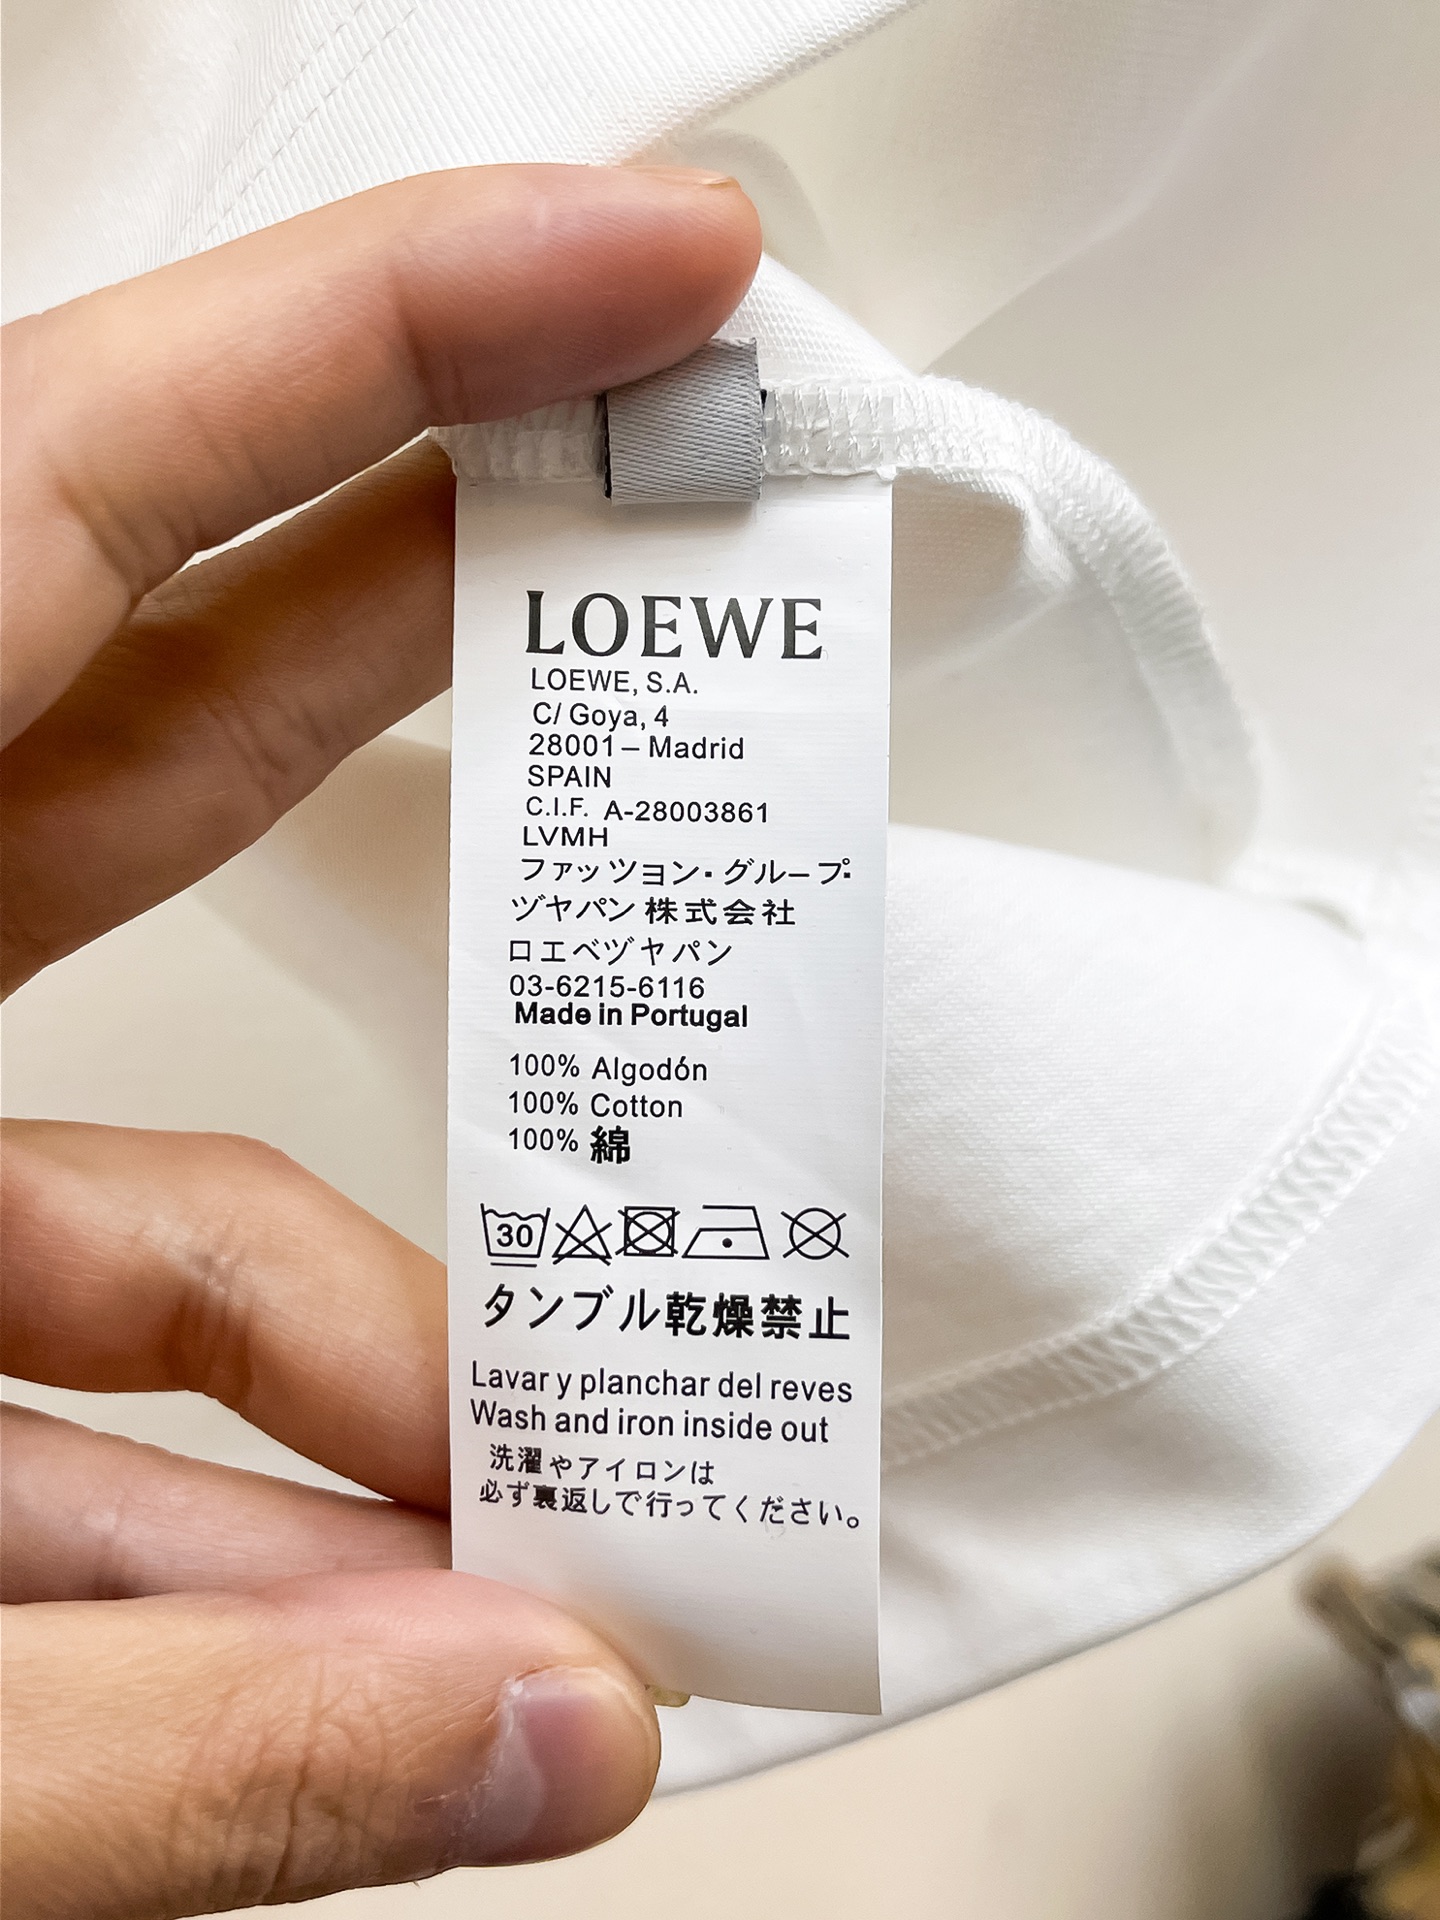 LOEWE
LOEWE, S.A.
C/ Goya, 4
28001 – Madrid
SPAIN
C.I.F. A-28003861
LVMH
ファッツョン・グループ・
ヅャパン 株式会社
ロエベヅャパン
03-6215-6116
Made in Portugal
100% Algodón
100% Cotton
100% 綿
30
タンブル乾燥禁止
Lavar y planchar del reves
Wash and iron inside out
洗濯やアイロンは
必ず裏返しで行ってください。